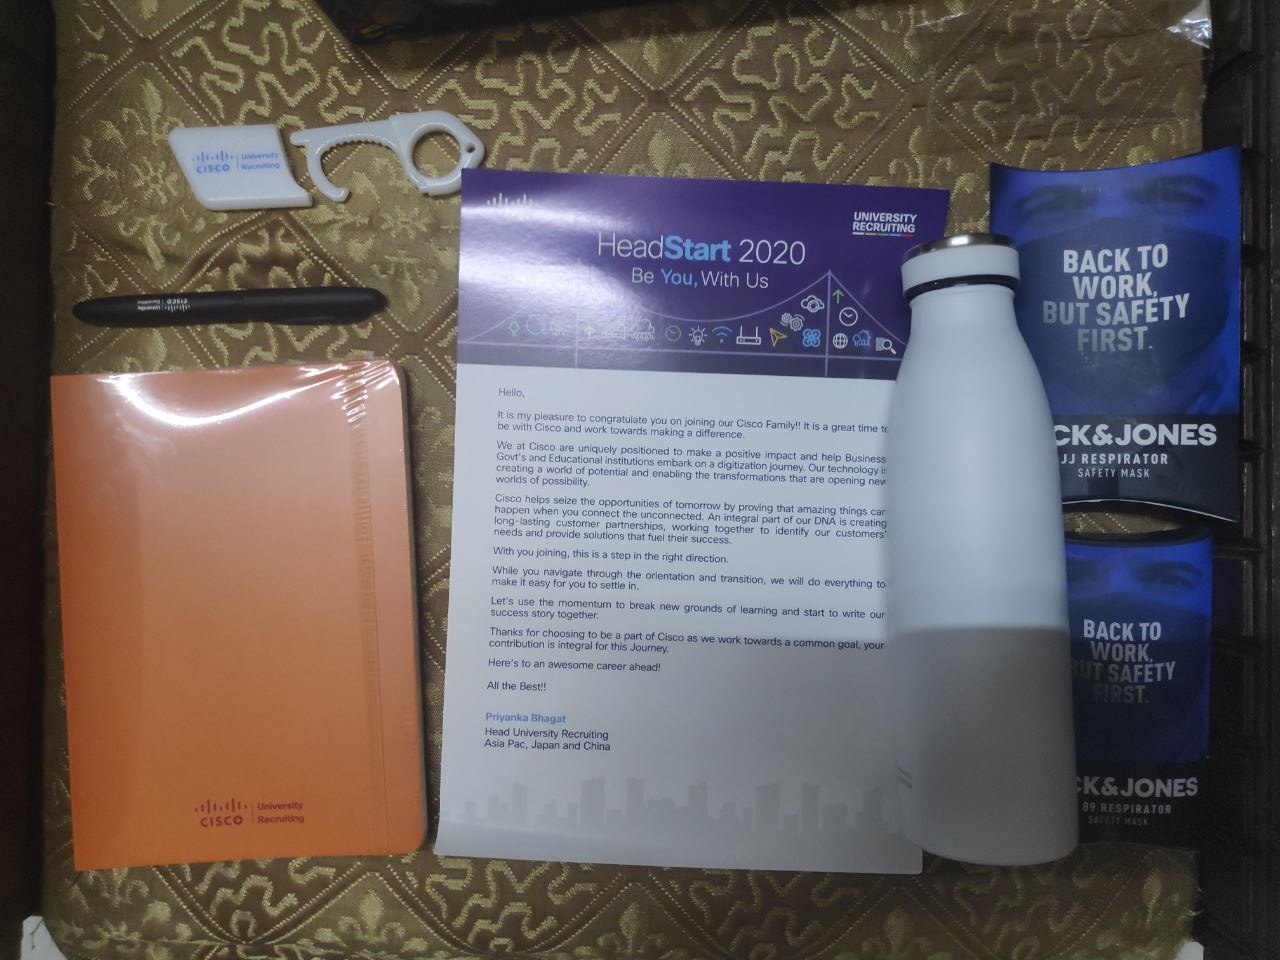 CISCO
University
Recruiting
CISCO
University
Recruiting
UNIVERSITY
RECRUITING
HeadStart 2020
Be You, With Us
Hello,
It is my pleasure to congratulate you on joining our Cisco Family!! It is a great time to
be with Cisco and work towards making a difference.
We at Cisco are uniquely positioned to make a positive impact and help Business
Govt's and Educational institutions embark on a digitization journey. Our technology is
creating a world of potential and enabling the transformations that are opening new
worlds of possibility.
Cisco helps seize the opportunities of tomorrow by proving that amazing things can
happen when you connect the unconnected. An integral part of our DNA is creating
long-lasting customer partnerships, working together to identify our customers'
needs and provide solutions that fuel their success.
With you joining, this is a step in the right direction.
While you navigate through the orientation and transition, we will do everything to
make it easy for you to settle in.
Let's use the momentum to break new grounds of learning and start to write our
success story together.
Thanks for choosing to be a part of Cisco as we work towards a common goal, your
contribution is integral for this Journey.
Here's to an awesome career ahead!
All the Best!!
Priyanka Bhagat
Head University Recruiting
Asia Pac, Japan and China
CISCO
University
Recruiting
BACK TO
WORK,
BUT SAFETY
FIRST.
CK&JONES
JJ RESPIRATOR
SAFETY MASK
BACK TO
WORK,
BUT SAFETY
FIRST.
CK&JONES
89 RESPIRATOR
SAFETY MASK